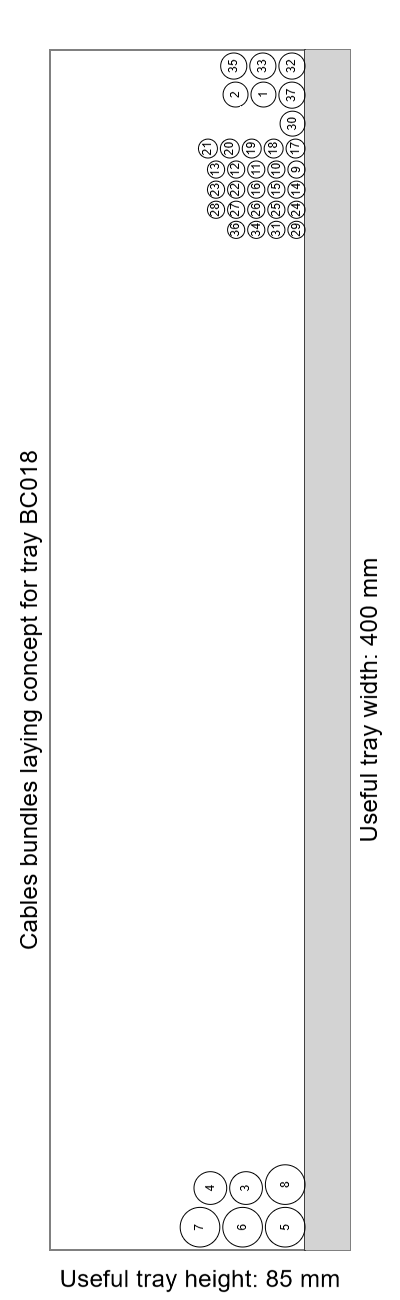 Cables bundles laying concept for tray BC018
35 33 32
2 1 37
30
21 20 19 18 17
13 12 11 10 9
23 22 16 15 14
28 27 26 25 24
36 34 31 29
4 3 8
7 6 5
Useful tray width: 400 mm
Useful tray height: 85 mm